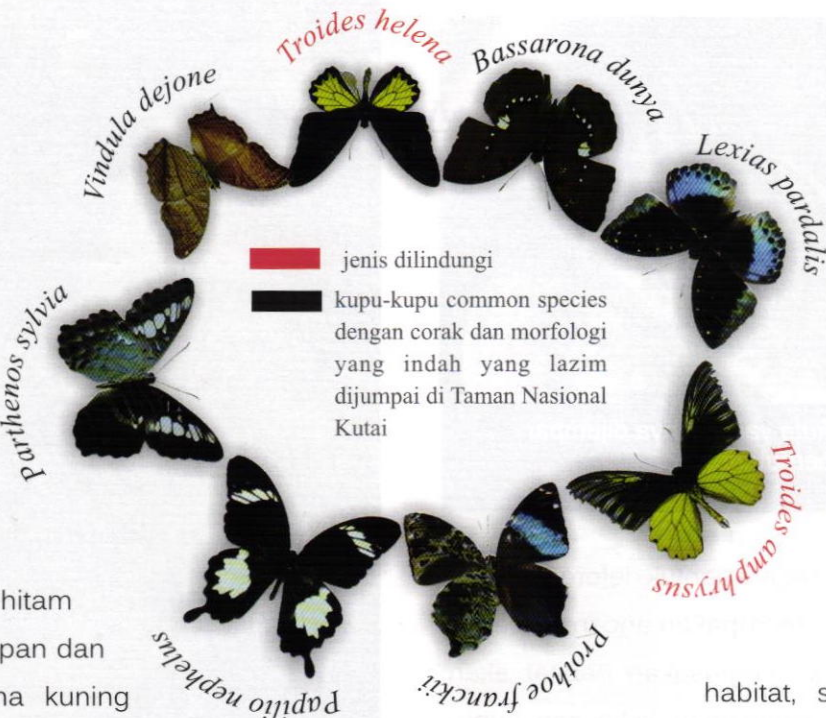 Troides helena
Bassarona dunya
Vindula dejone
Lexias pardalis
jenis dilindungi
kupu-kupu common species
dengan corak dan morfologi
yang indah yang lazim
dijumpai di Taman Nasional
Kutai
Parthenos sylvia
Troides amphrysus
Prothoe franckii
Papilio nephelus
hitam
pan dan
na kuning
habitat, s